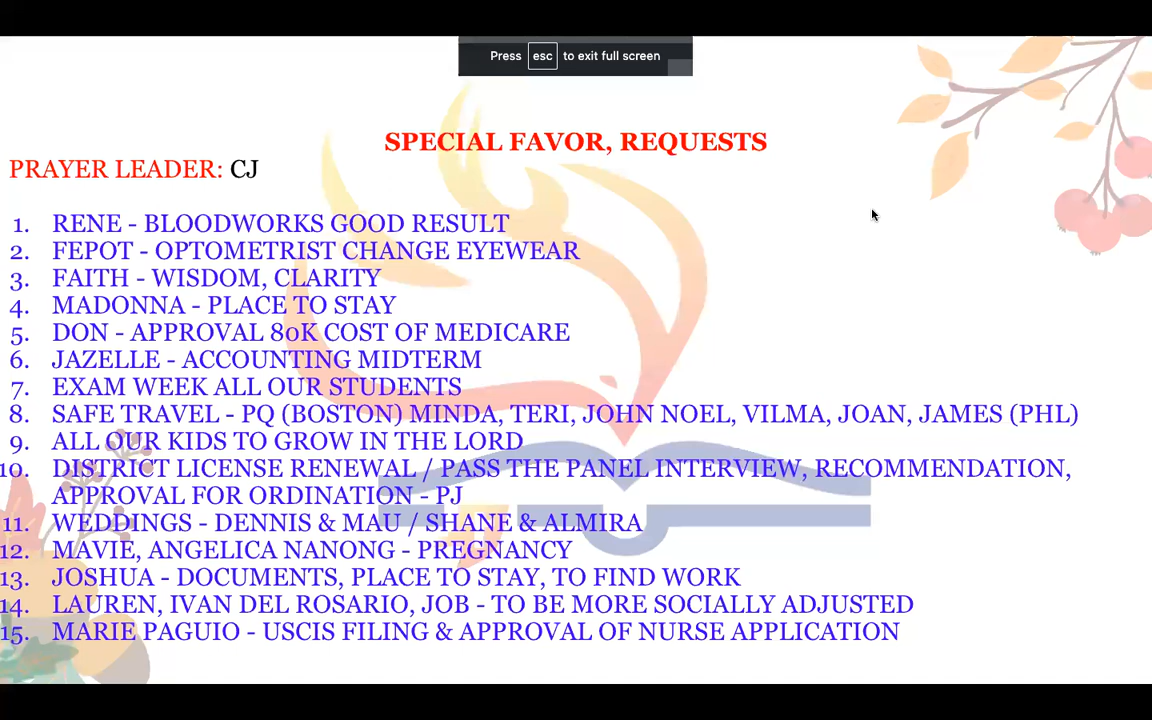 Press esc to exit full screen
SPECIAL FAVOR, REQUESTS
PRAYER LEADER: CJ
1. RENE - BLOODWORKS GOOD RESULT
2. FEPOT - OPTOMETRIST CHANGE EYEWEAR
3. FAITH - WISDOM, CLARITY
4. MADONNA - PLACE TO STAY
5. DON - APPROVAL 80K COST OF MEDICARE
6. JAZELLE - ACCOUNTING MIDTERM
7. EXAM WEEK ALL OUR STUDENTS
8. SAFE TRAVEL - PQ (BOSTON) MINDA, TERI, JOHN NOEL, VILMA, JOAN, JAMES (PHL)
9. ALL OUR KIDS TO GROW IN THE LORD
10. DISTRICT LICENSE RENEWAL / PASS THE PANEL INTERVIEW, RECOMMENDATION,
APPROVAL FOR ORDINATION - PJ
11. WEDDINGS - DENNIS & MAU / SHANE & ALMIRA
12. MAVIE, ANGELICA NANONG - PREGNANCY
13. JOSHUA - DOCUMENTS, PLACE TO STAY, TO FIND WORK
14. LAUREN, IVAN DEL ROSARIO, JOB - TO BE MORE SOCIALLY ADJUSTED
15. MARIE PAGUIO - USCIS FILING & APPROVAL OF NURSE APPLICATION